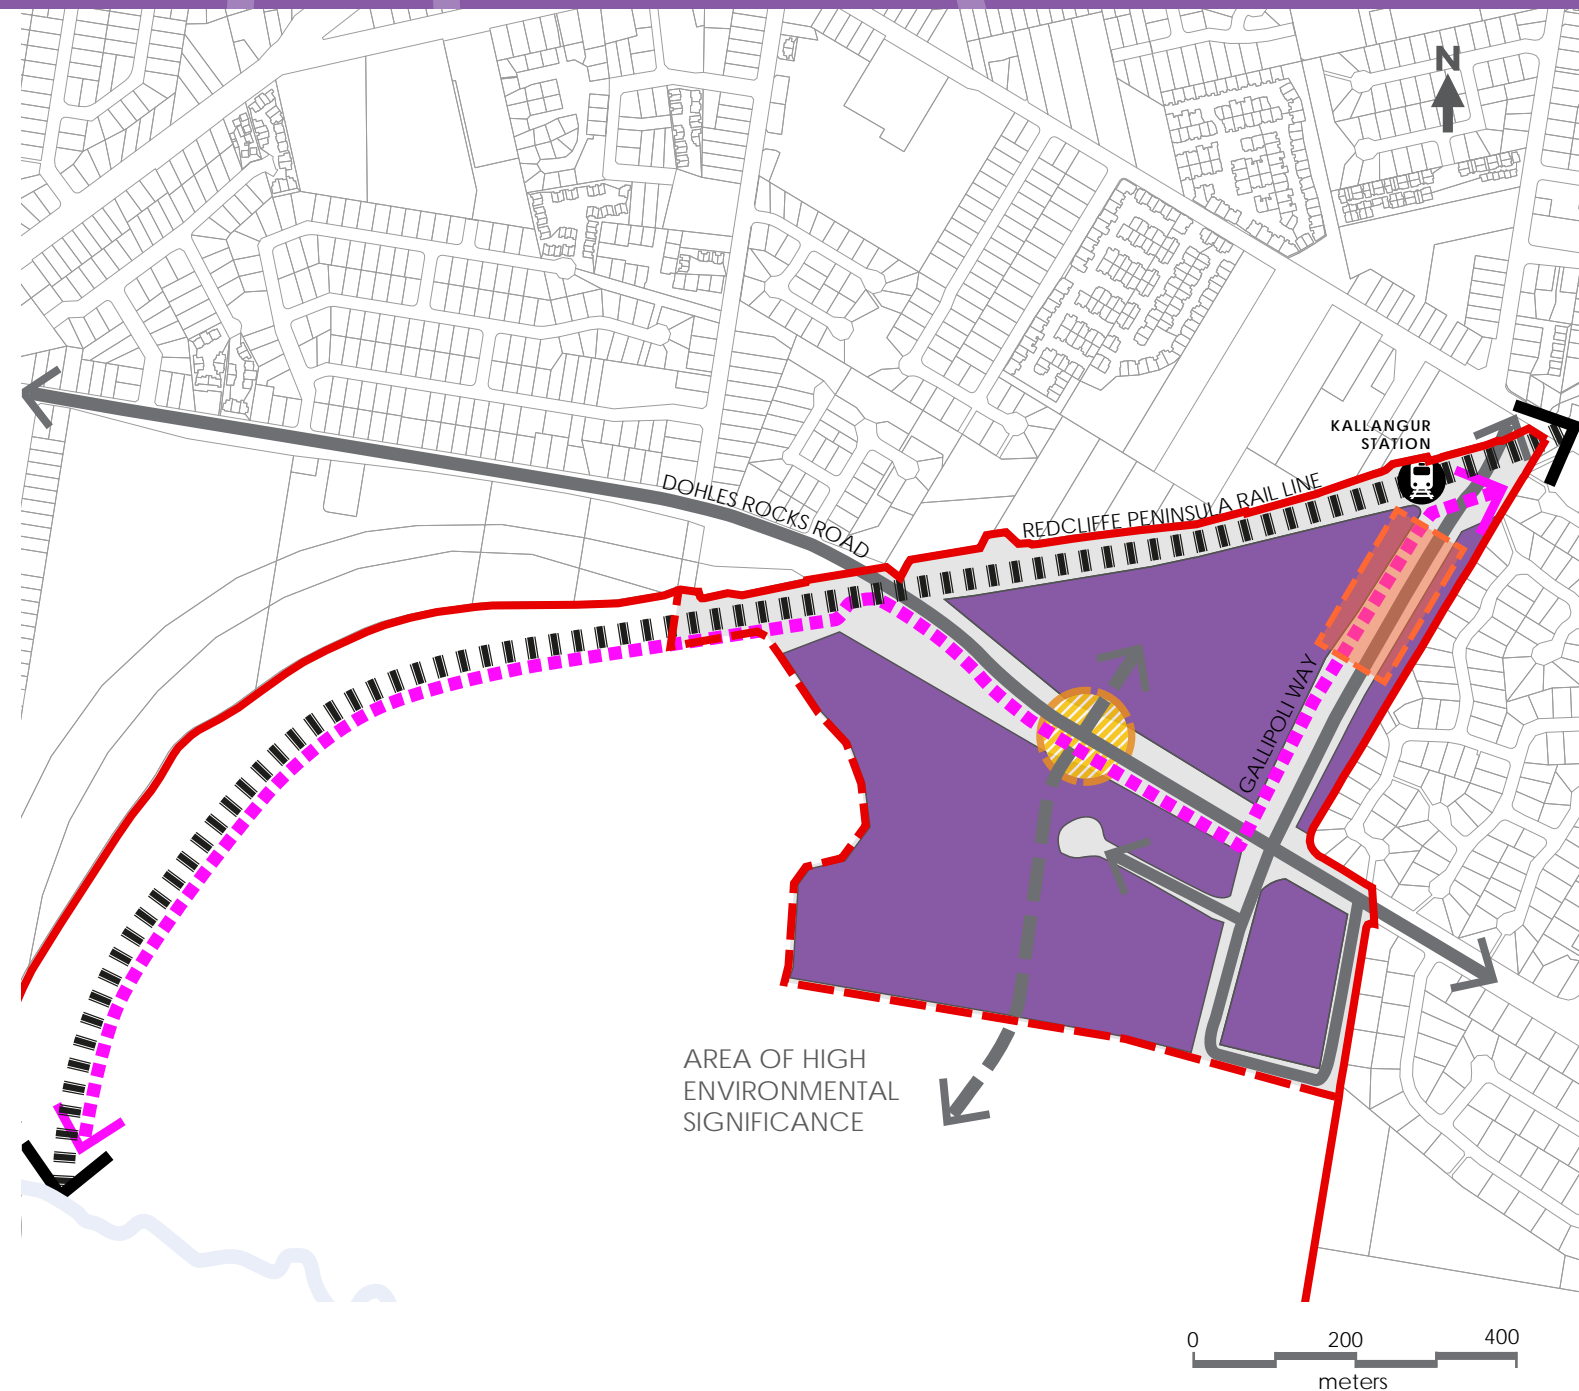 N
KALLANGUR
STATION
DOHLES ROCKS ROAD
REDCLIFFE PENINSULA RAIL LINE
GALLIPOLI WAY
AREA OF HIGH
ENVIRONMENTAL
SIGNIFICANCE
0 200 400
meters